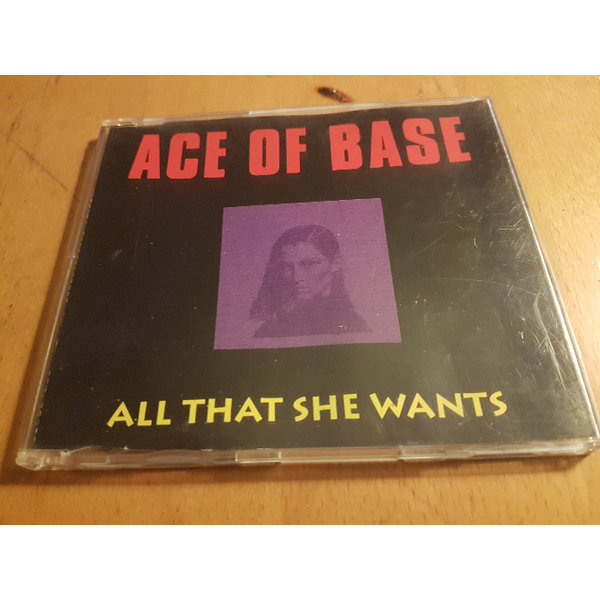 ACE OF BASE
ALL THAT SHE WANTS